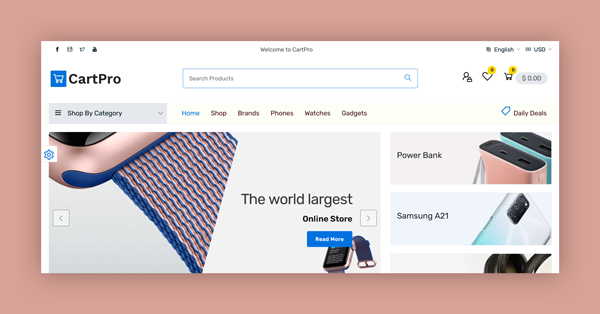 Welcome to CartPro
English
USD
CartPro
Search Products
0
0
$ 0.00
Shop By Category
Home
Shop
Brands
Phones
Watches
Gadgets
Daily Deals
The world largest
Online Store
Read More
Power Bank
Samsung A21